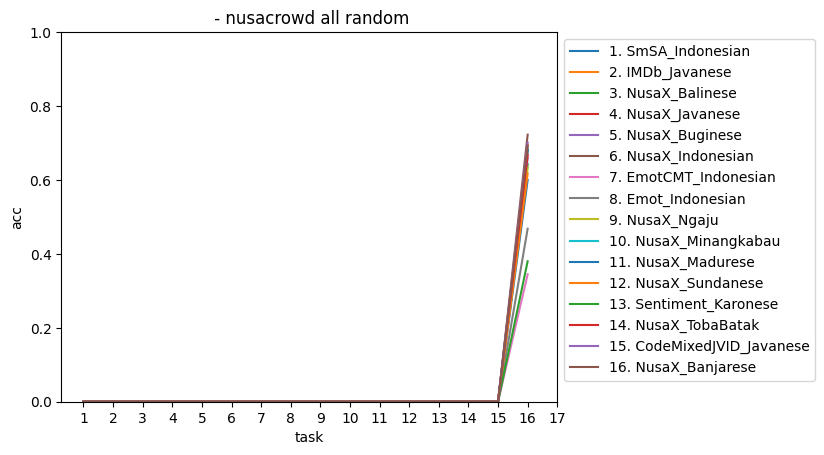 - nusacrowd all random
acc
1.0
0.8
0.6
0.4
0.2
0.0
1 2 3 4 5 6 7 8 9 10 11 12 13 14 15 16 17
task
1. SmSA_Indonesian
2. IMDb_Javanese
3. NusaX_Balinese
4. NusaX_Javanese
5. NusaX_Buginese
6. NusaX_Indonesian
7. EmotCMT_Indonesian
8. Emot_Indonesian
9. NusaX_Ngaju
10. NusaX_Minangkabau
11. NusaX_Madurese
12. NusaX_Sundanese
13. Sentiment_Karonese
14. NusaX_TobaBatak
15. CodeMixedJVID_Javanese
16. NusaX_Banjarese